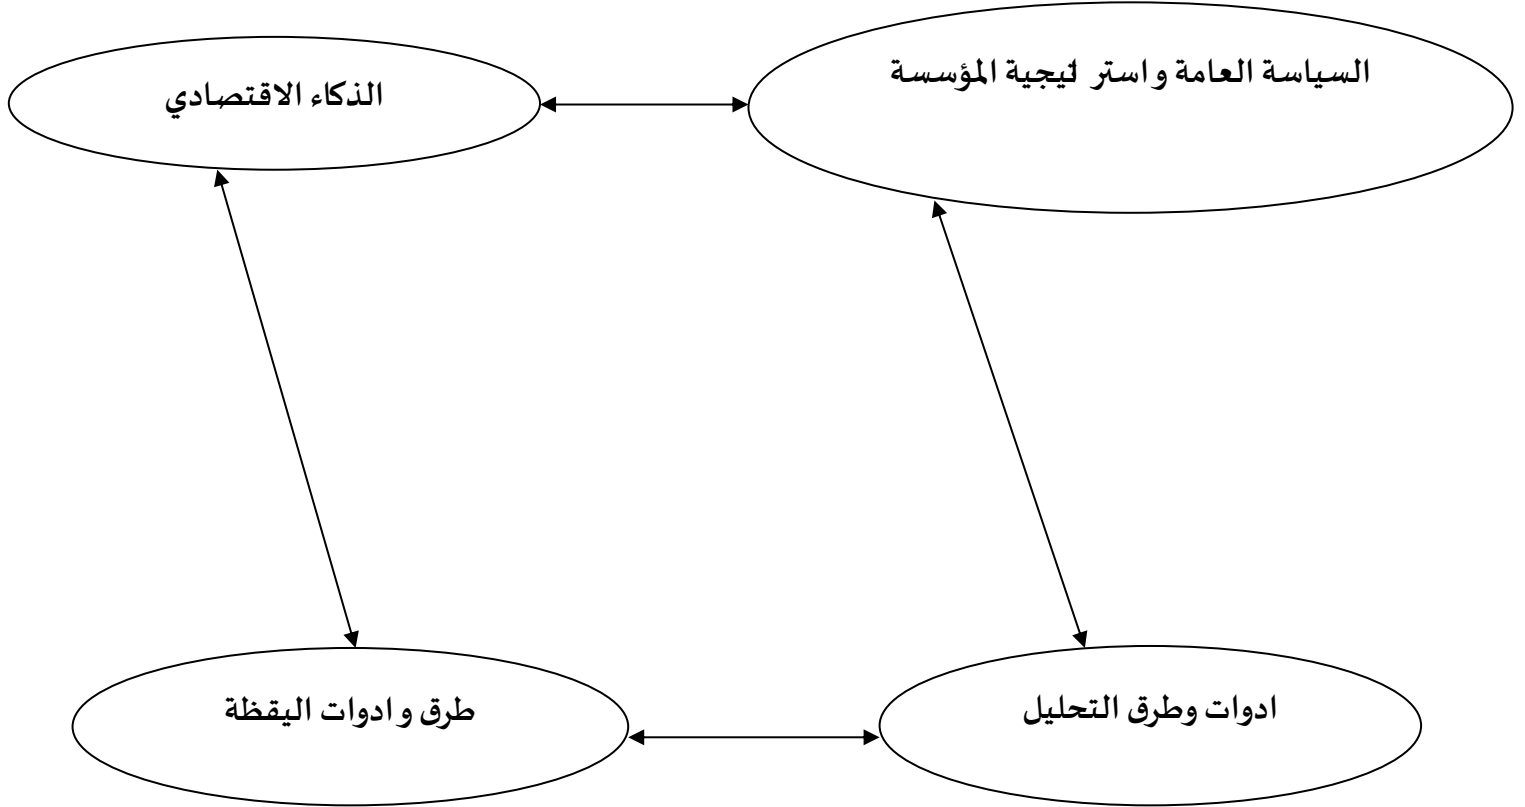 السياسة العامة و استر اتيجية المؤسسة
الذكاء الاقتصادي
ادوات وطرق التحليل
طرق و ادوات اليقظة